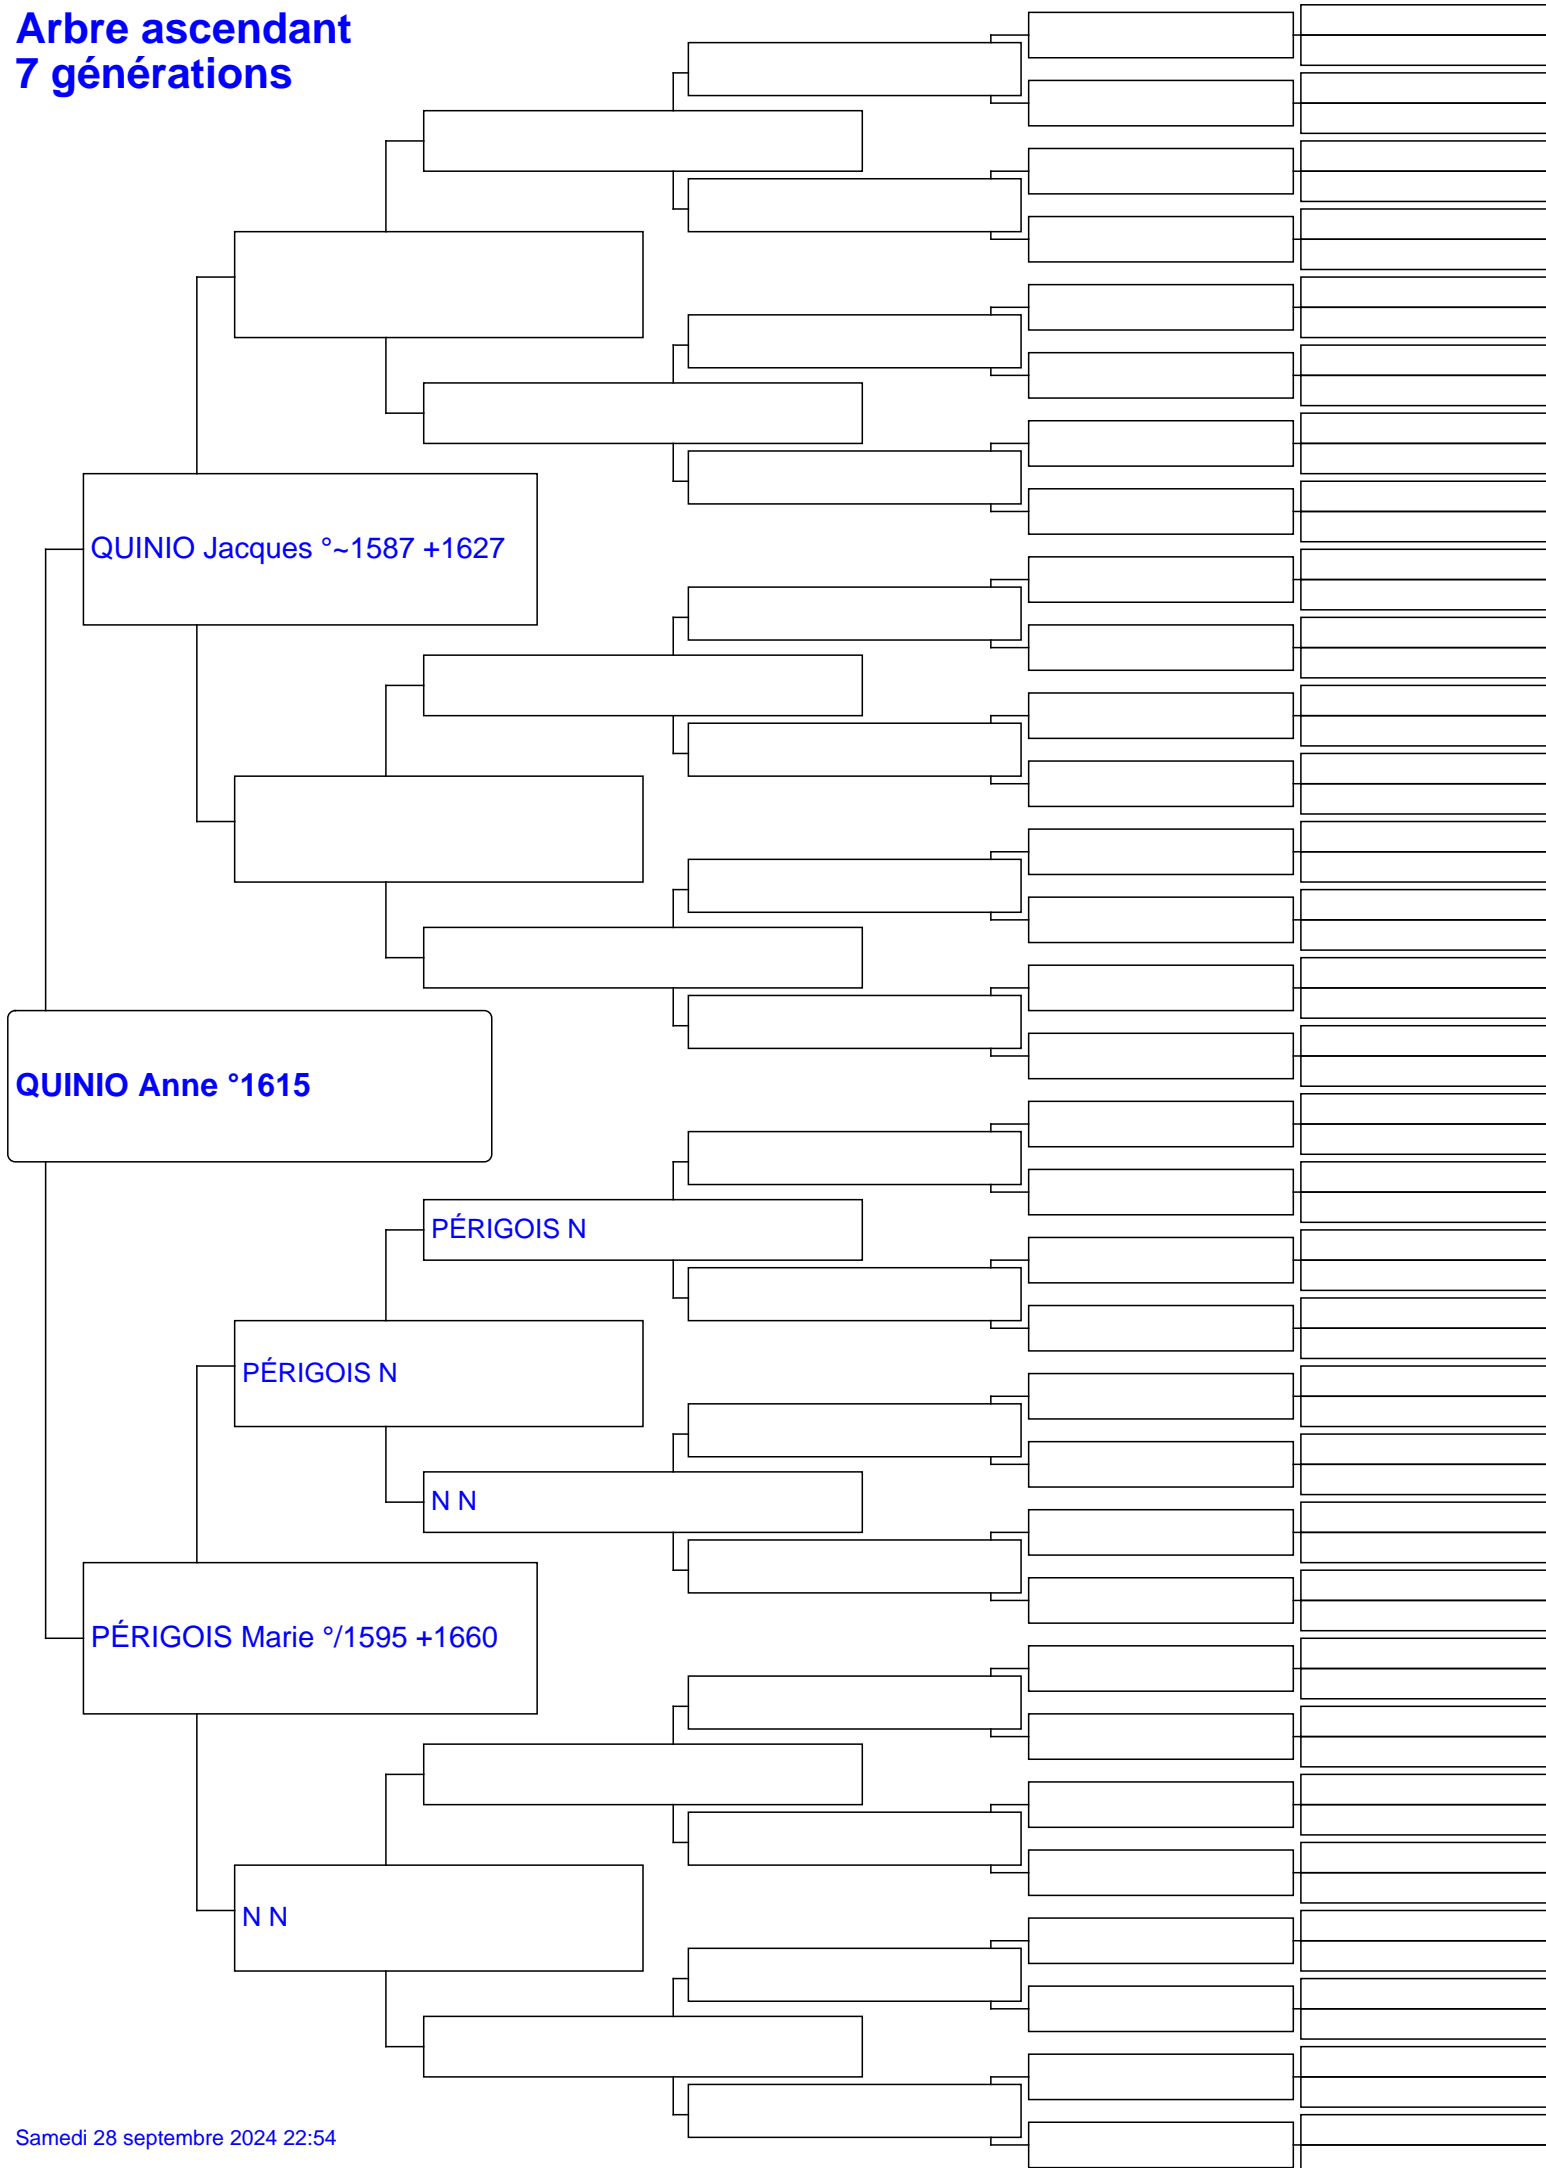 Arbre ascendant
7 générations
QUINIO Jacques °~1587 +1627
QUINIO Anne °1615
PÉRIGOIS N
PÉRIGOIS N
N N
PÉRIGOIS Marie °/1595 +1660
N N
Samedi 28 septembre 2024 22:54